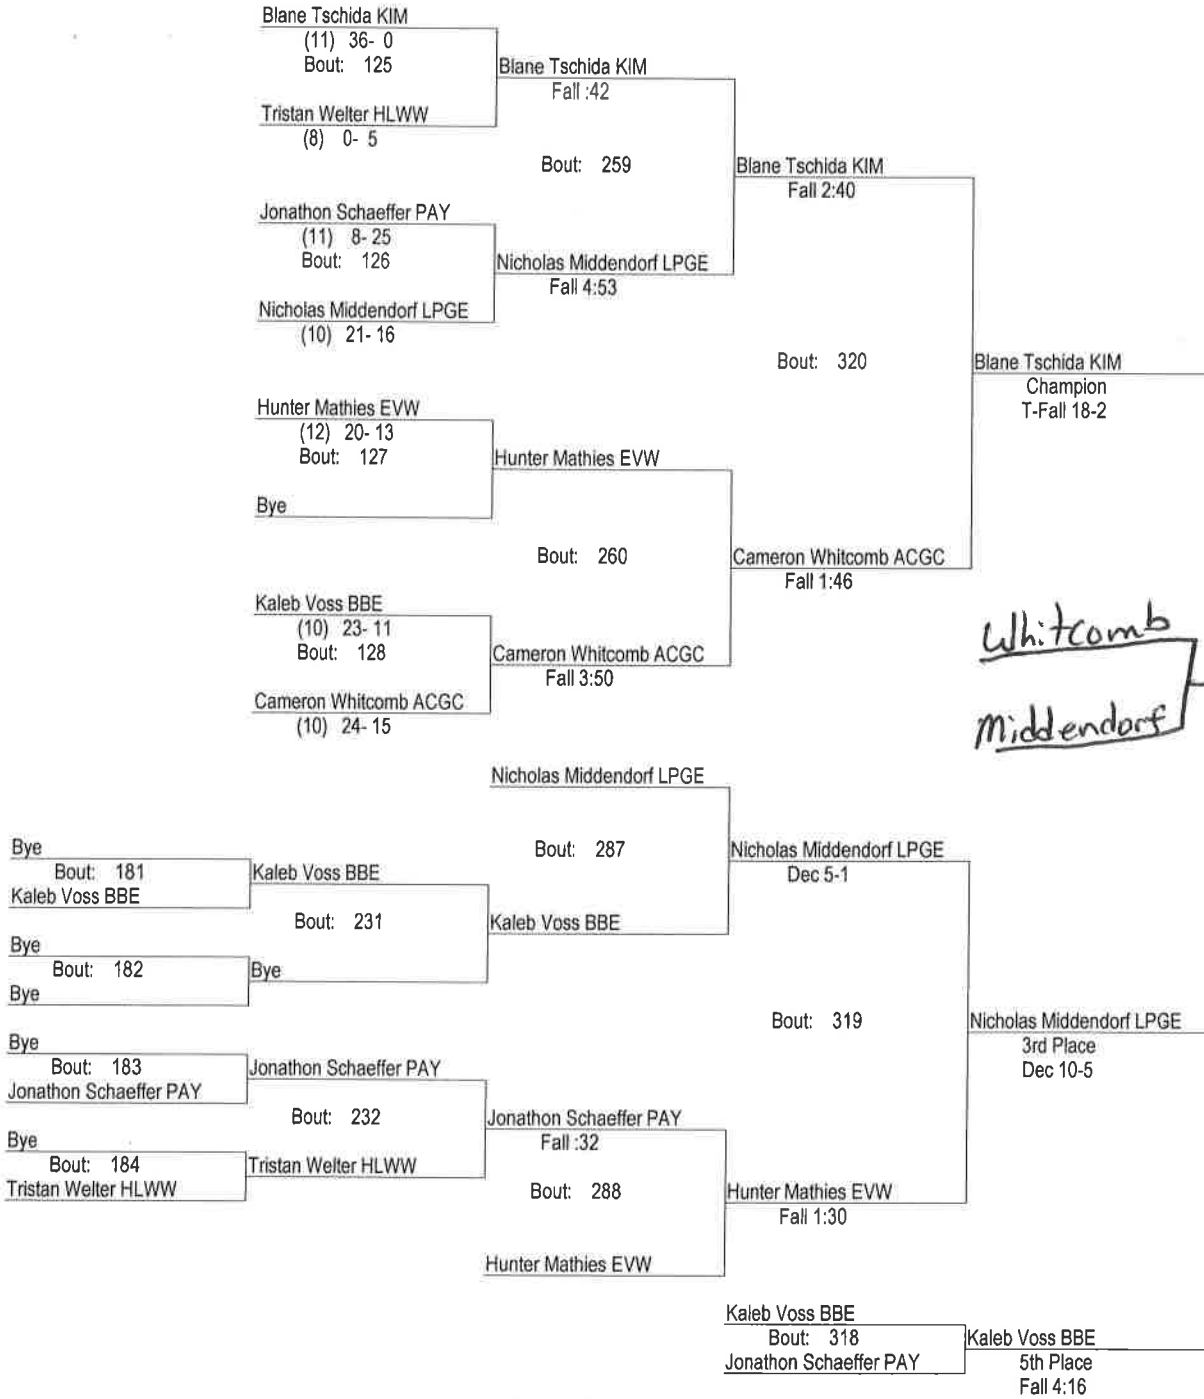 Blane Tschida KIM
(11) 36- 0
Bout: 125
Blane Tschida KIM
Fall :42
Tristan Welter HLWW
(8) 0- 5
Bout: 259
Blane Tschida KIM
Fall 2:40
Jonathon Schaeffer PAY
(11) 8- 25
Bout: 126
Nicholas Middendorf LPGE
Fall 4:53
Nicholas Middendorf LPGE
(10) 21- 16
Bout: 320
Blane Tschida KIM
Champion
T-Fall 18-2
Hunter Mathies EVW
(12) 20- 13
Bout: 127
Hunter Mathies EVW
Bye
Bout: 260
Cameron Whitcomb ACGC
Fall 1:46
Kaleb Voss BBE
(10) 23- 11
Bout: 128
Cameron Whitcomb ACGC
Fall 3:50
Cameron Whitcomb ACGC
(10) 24- 15
Whitcomb
Middendorf
Nicholas Middendorf LPGE
Bout: 287
Nicholas Middendorf LPGE
Dec 5-1
Bye
Bout: 181
Kaleb Voss BBE
Kaleb Voss BBE
Bout: 231
Kaleb Voss BBE
Bye
Bout: 182
Bye
Bye
Bout: 319
Nicholas Middendorf LPGE
3rd Place
Dec 10-5
Bye
Bout: 183
Jonathon Schaeffer PAY
Jonathon Schaeffer PAY
Bout: 232
Jonathon Schaeffer PAY
Fall :32
Bye
Bout: 184
Tristan Welter HLWW
Tristan Welter HLWW
Bout: 288
Hunter Mathies EVW
Fall 1:30
Hunter Mathies EVW
Kaleb Voss BBE
Bout: 318
Jonathon Schaeffer PAY
Kaleb Voss BBE
5th Place
Fall 4:16